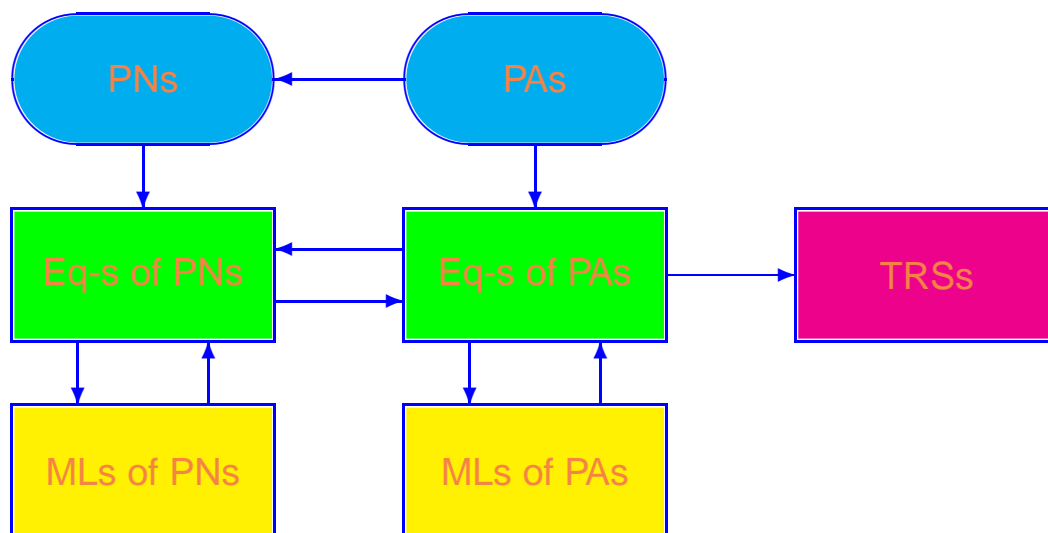 PNs
PAs
Eq-s of PNs
Eq-s of PAs
TRSs
MLs of PNs
MLs of PAs